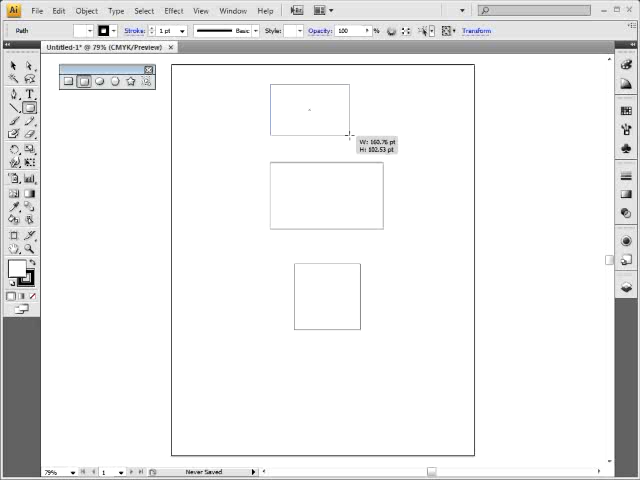 Ai File Edit Object Type Select Effect View Window Help Br
Path Stroke: 1 pt Basic Style: Opacity: 100 % Transform
Untitled-1* @ 79% (CMYK/Preview)
T
W: 160.76 pt
H: 102.53 pt
79% 1 Never Saved